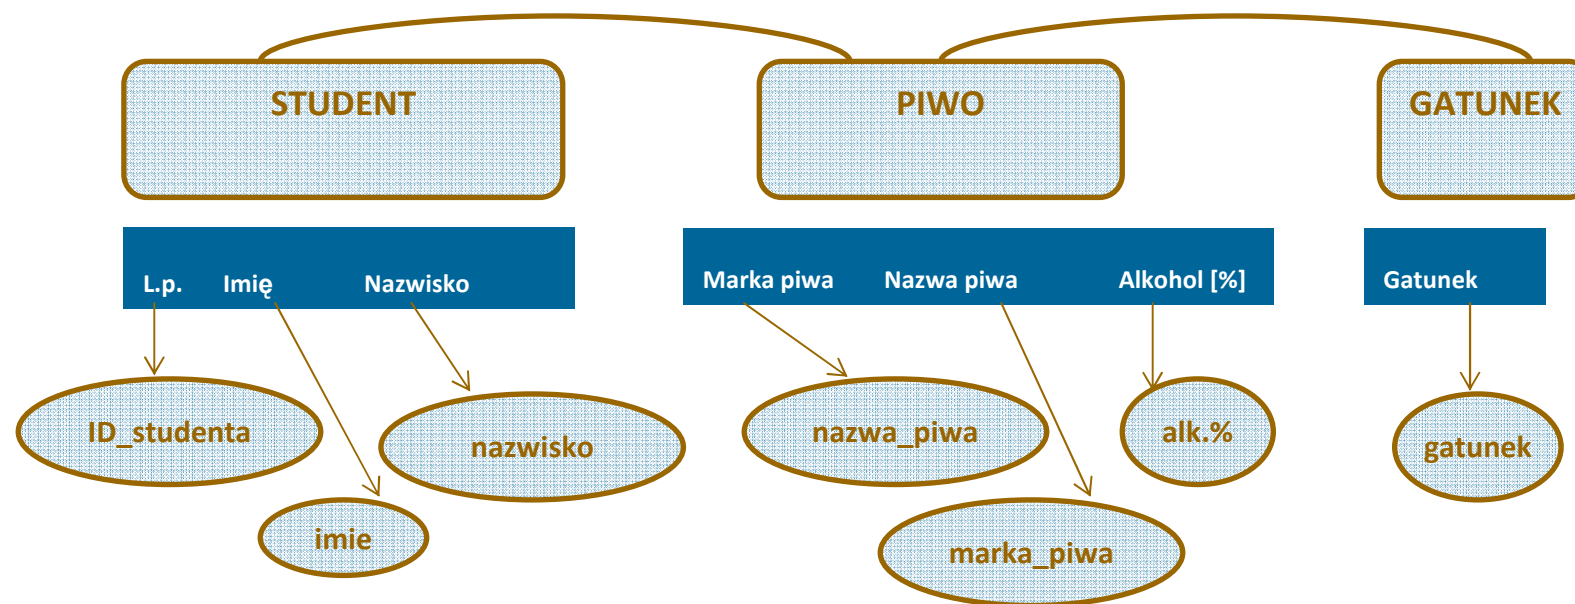 STUDENT PIWO GATUNEK
L.p. Imię Nazwisko Marka piwa Nazwa piwa Alkohol [%] Gatunek
ID_studenta nazwisko nazwa_piwa alk.% gatunek
imie marka_piwa